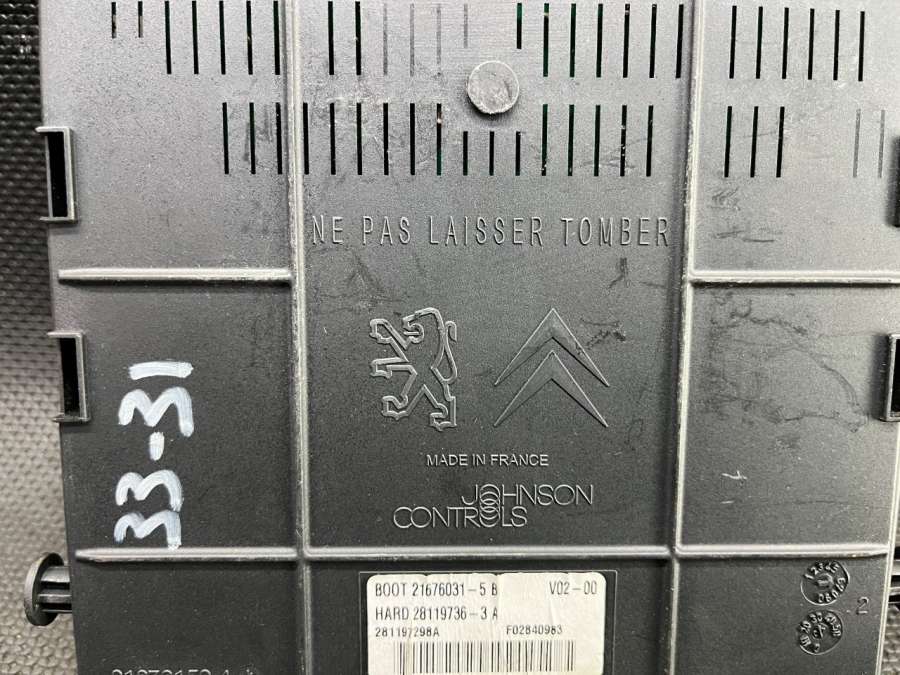 NE PAS LAISSER TOMBER
33-31
MADE IN FRANCE
JOHNSON
CONTROLS
BOOT 21676031-5 B V02-00
HARD 28119736-3 A
281197298A F02840983
2